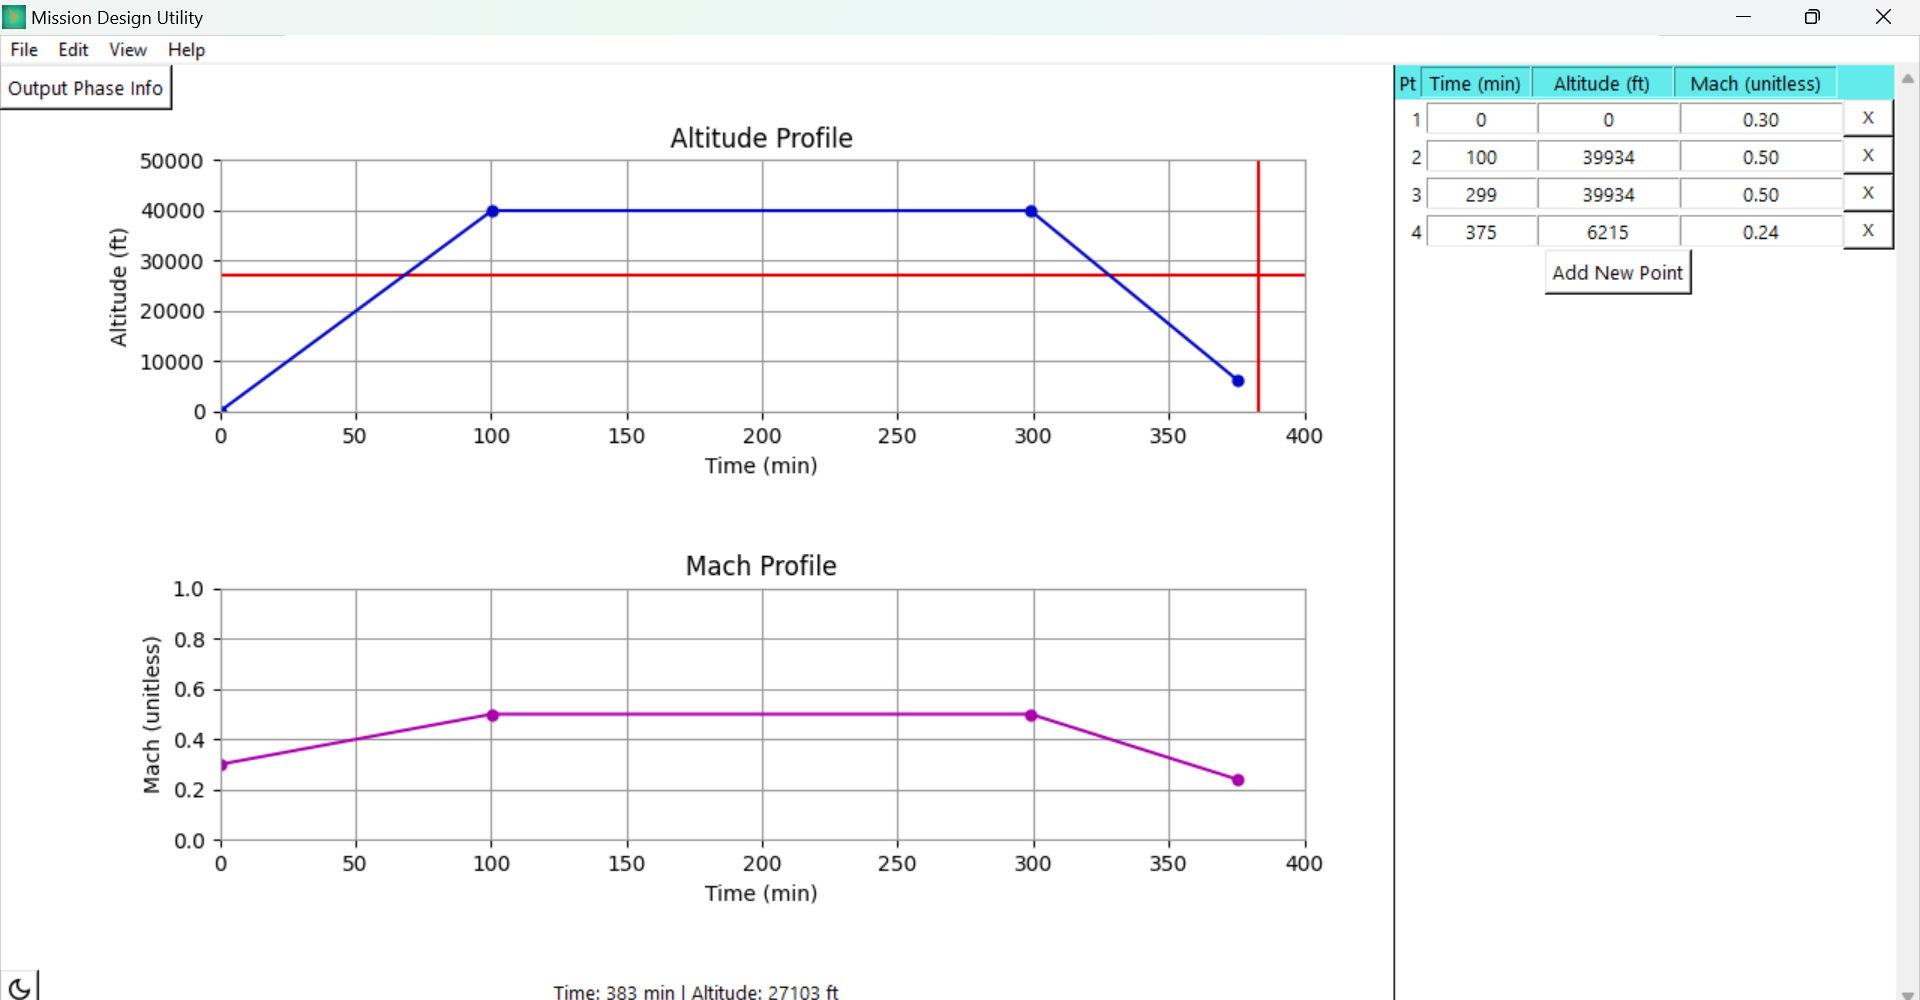 Mission Design Utility
File Edit View Help
Output Phase Info
Altitude Profile
50000
40000
30000
20000
10000
0
Altitude (ft)
0 50 100 150 200 250 300 350 400
Time (min)
Mach Profile
1.0
0.8
0.6
0.4
0.2
0.0
Mach (unitless)
0 50 100 150 200 250 300 350 400
Time (min)
Time: 383 min | Altitude: 27103 ft
Pt Time (min) Altitude (ft) Mach (unitless)
1 0 0 0.30 X
2 100 39934 0.50 X
3 299 39934 0.50 X
4 375 6215 0.24 X
Add New Point